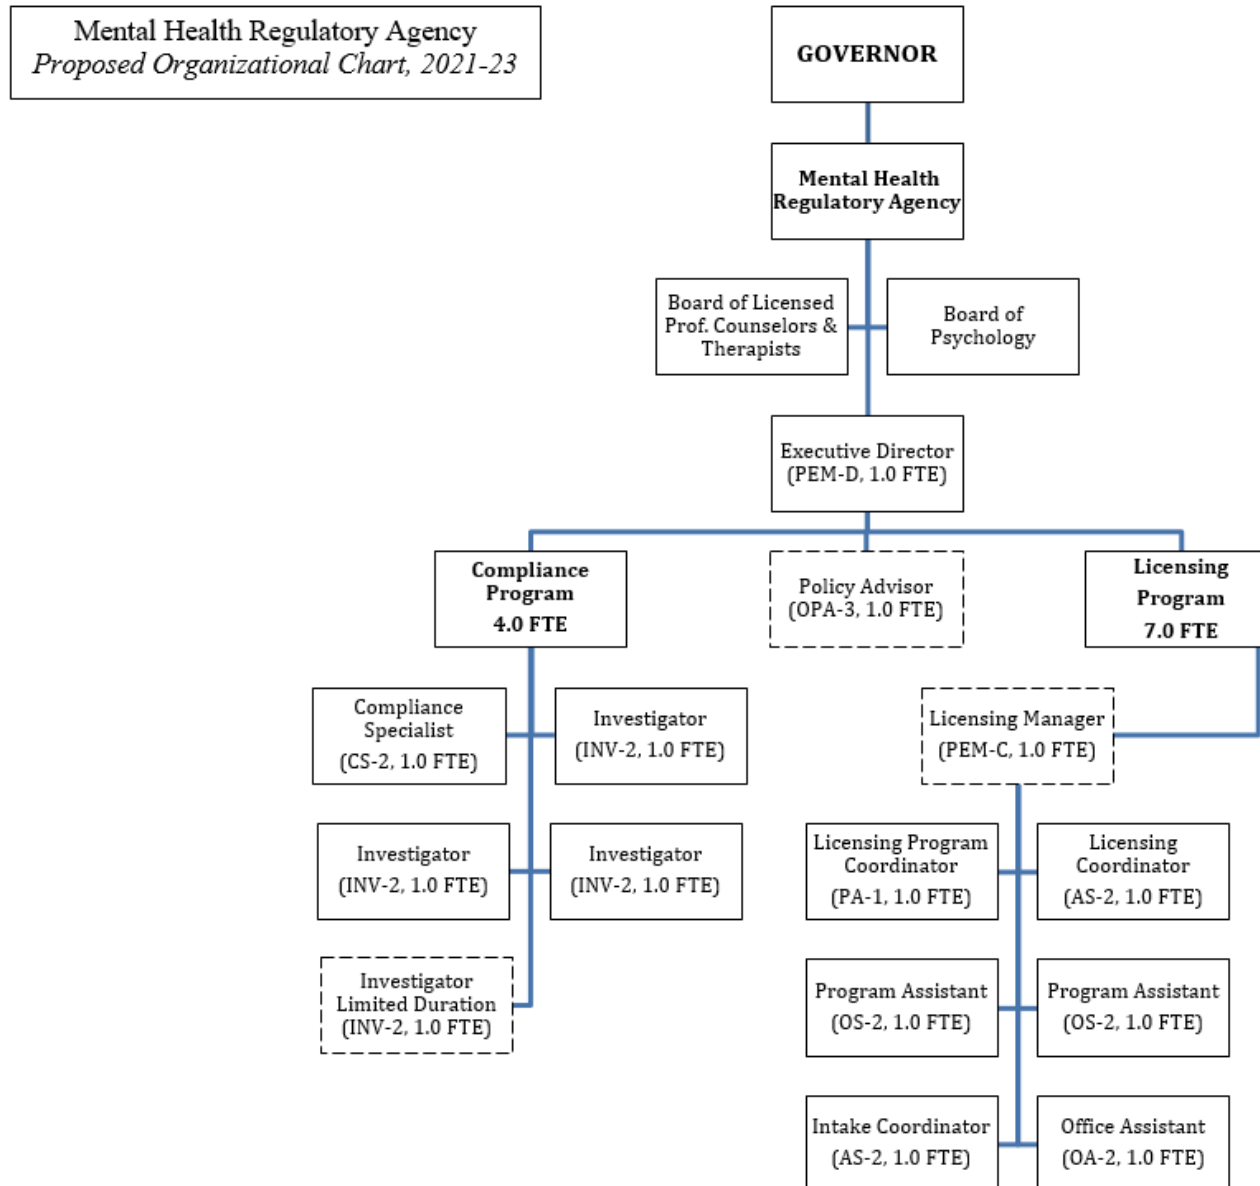 Mental Health Regulatory Agency
Proposed Organizational Chart, 2021-23
GOVERNOR
Mental Health
Regulatory Agency
Board of Licensed
Prof. Counselors &
Therapists
Board of
Psychology
Executive Director
(PEM-D, 1.0 FTE)
Compliance
Program
4.0 FTE
Policy Advisor
(OPA-3, 1.0 FTE)
Licensing
Program
7.0 FTE
Compliance
Specialist
(CS-2, 1.0 FTE)
Investigator
(INV-2, 1.0 FTE)
Investigator
(INV-2, 1.0 FTE)
Investigator
(INV-2, 1.0 FTE)
Investigator
Limited Duration
(INV-2, 1.0 FTE)
Licensing Manager
(PEM-C, 1.0 FTE)
Licensing Program
Coordinator
(PA-1, 1.0 FTE)
Licensing
Coordinator
(AS-2, 1.0 FTE)
Program Assistant
(OS-2, 1.0 FTE)
Program Assistant
(OS-2, 1.0 FTE)
Intake Coordinator
(AS-2, 1.0 FTE)
Office Assistant
(OA-2, 1.0 FTE)